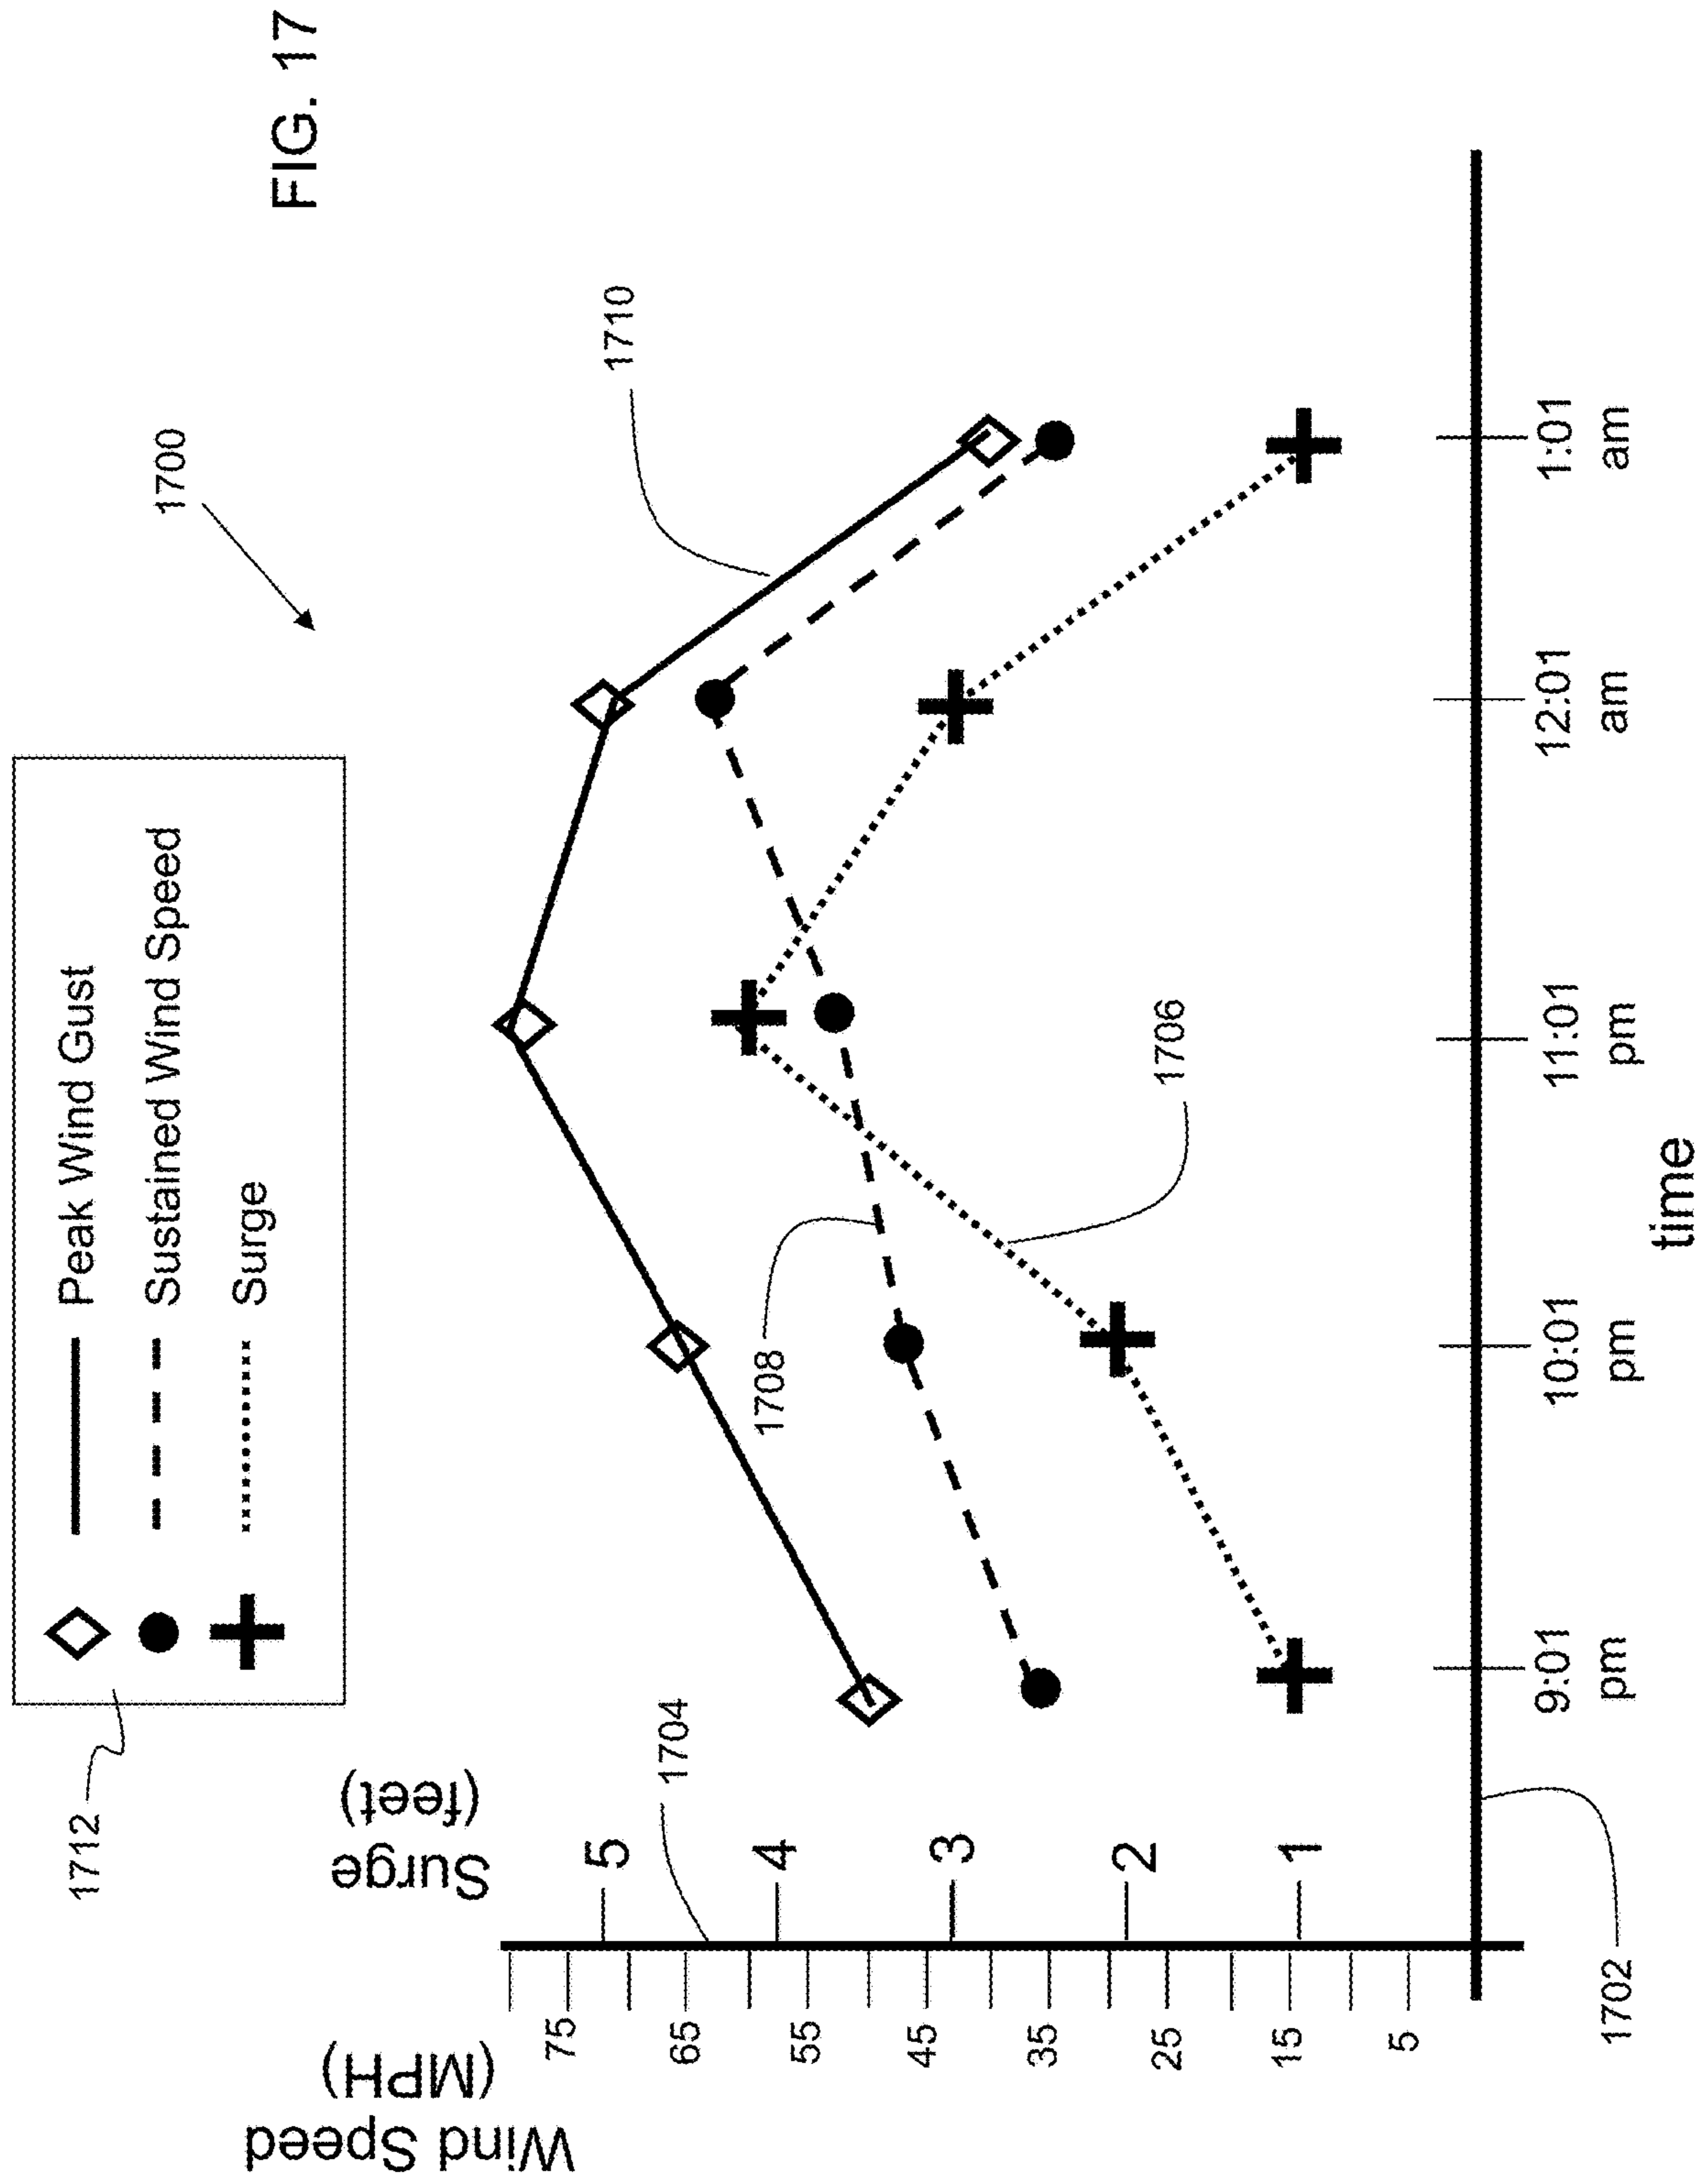 FIG. 17
1700
1712
Peak Wind Gust
Sustained Wind Speed
Surge
Wind Speed
(MPH)
Surge
(feet)
1704
1710
1708
1706
75
65
55
45
35
25
15
5
5
4
3
2
1
1702
9:01
pm
10:01
pm
11:01
pm
12:01
am
1:01
am
time